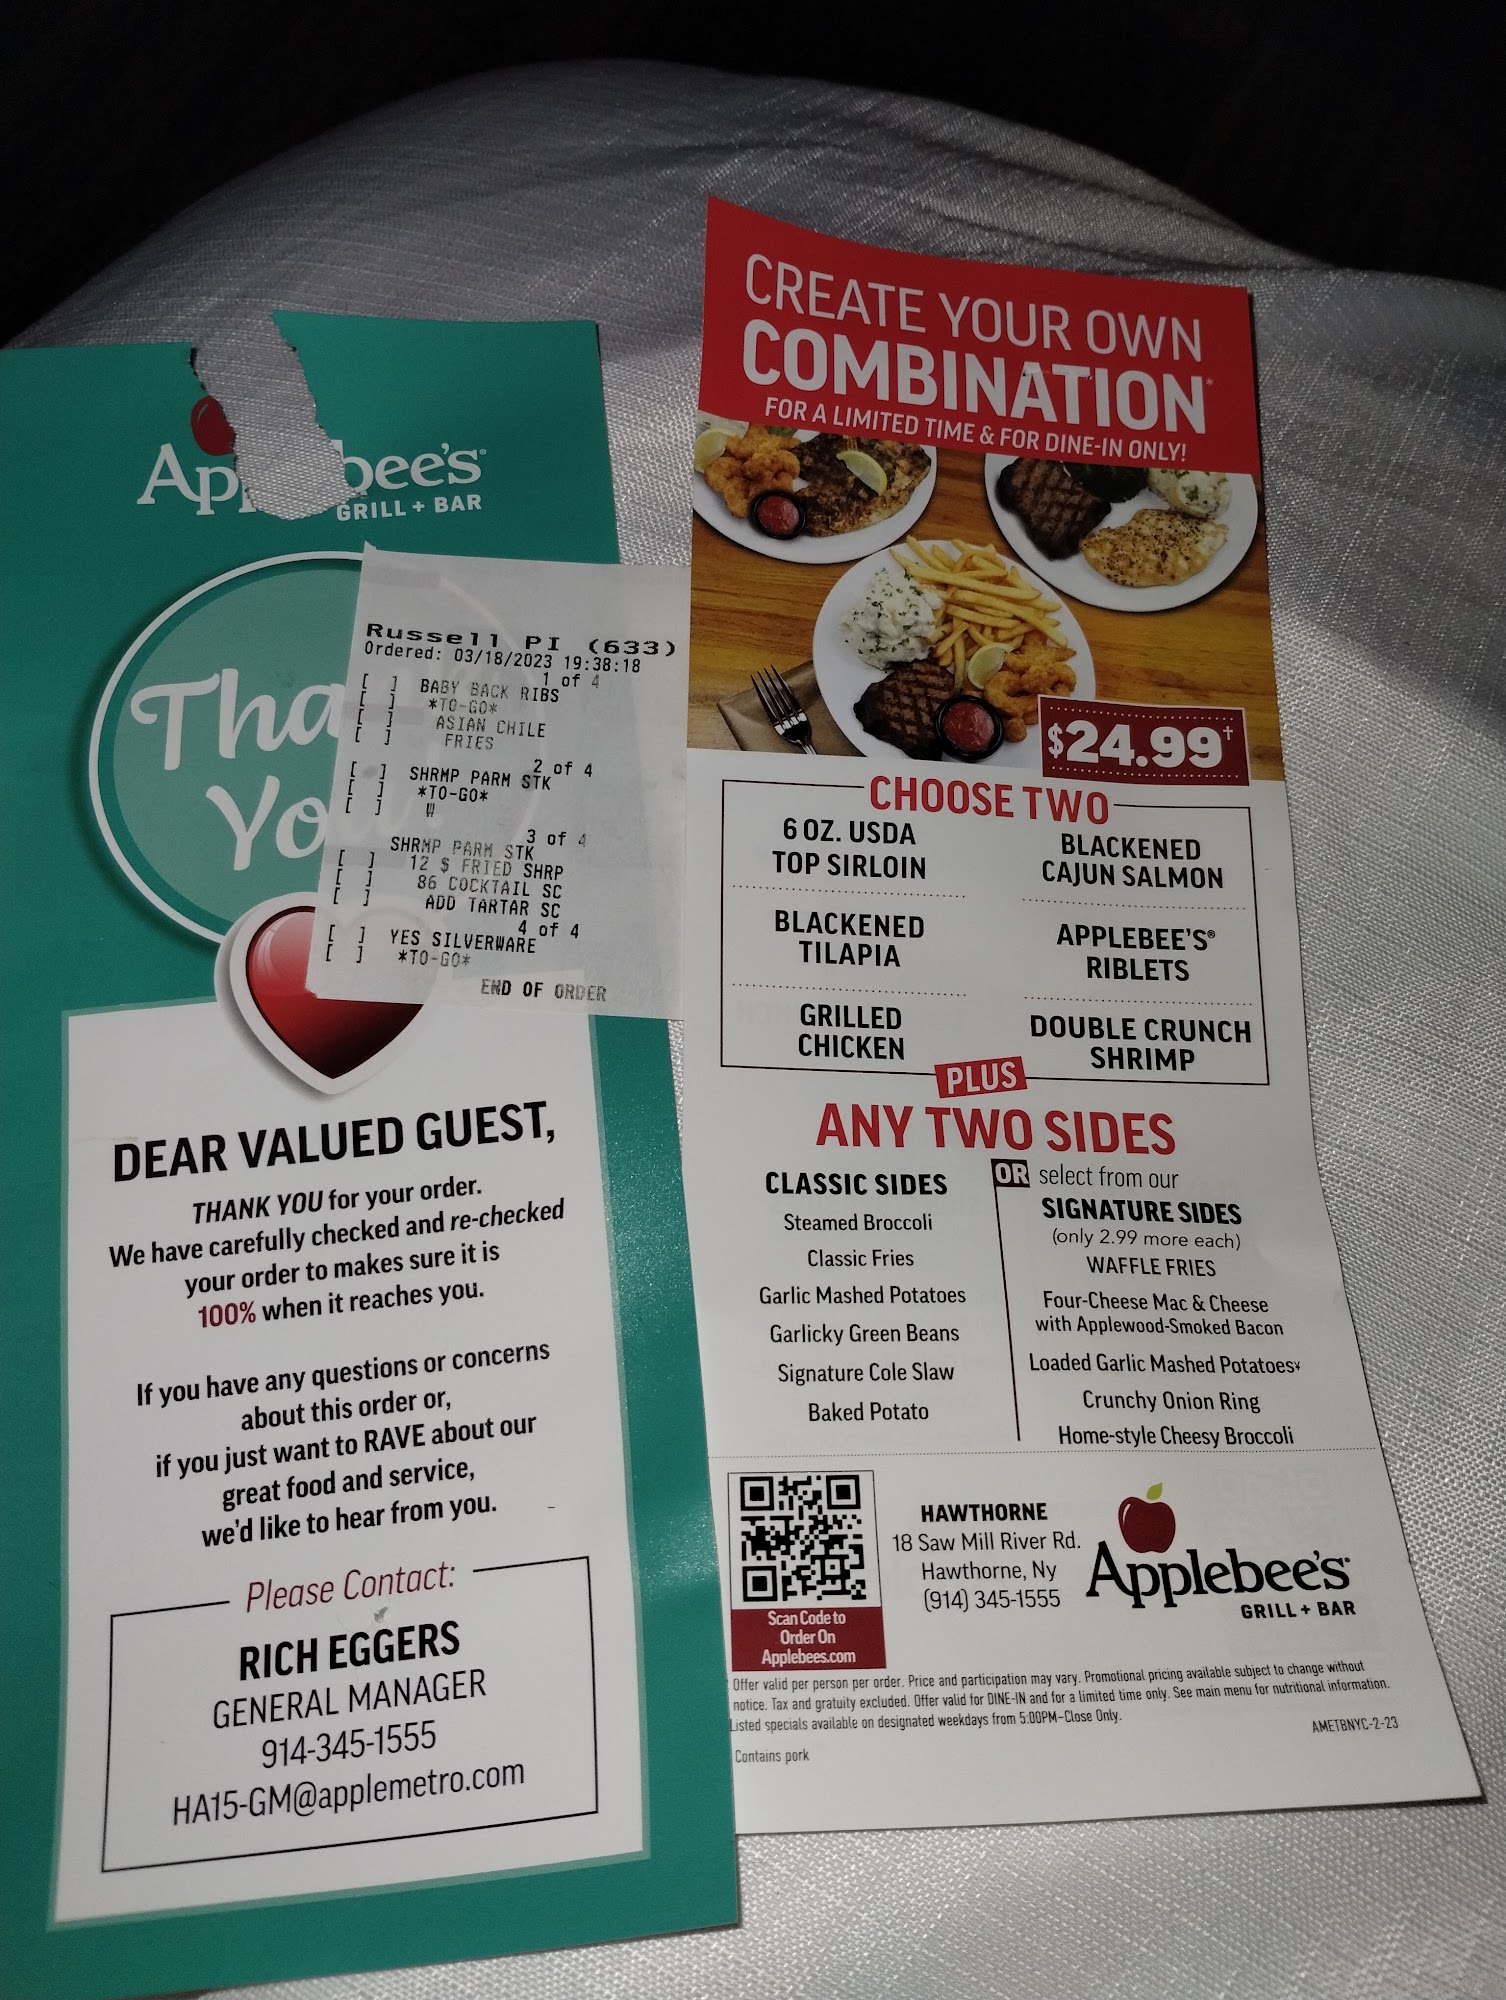 Ap bee's
GRILL + BAR
Tha
You
Russell PI (633)
Ordered: 03/18/2023 19:38:18
1 of 4
[ ] BABY BACK RIBS
[ ] *TO-GO*
[ ] ASIAN CHILE
[ ] FRIES
2 of 4
[ ] SHRMP PARM STK
[ ] *TO-GO*
[ ] W
3 of 4
SHRMP PARM STK
[ ] 12 $ FRIED SHRP
[ ] 86 COCKTAIL SC
[ ] ADD TARTAR SC
4 of 4
[ ] YES SILVERWARE
[ ] *TO-GO*
END OF ORDER
DEAR VALUED GUEST,
THANK YOU for your order.
We have carefully checked and re-checked
your order to makes sure it is
100% when it reaches you.
If you have any questions or concerns
about this order or,
if you just want to RAVE about our
great food and service,
we'd like to hear from you.
Please Contact:
RICH EGGERS
GENERAL MANAGER
914-345-1555
HA15-GM@applemetro.com
CREATE YOUR OWN
COMBINATION*
FOR A LIMITED TIME & FOR DINE-IN ONLY!
$24.99†
CHOOSE TWO
6 OZ. USDA
TOP SIRLOIN
BLACKENED
CAJUN SALMON
BLACKENED
TILAPIA
APPLEBEE'S®
RIBLETS
GRILLED
CHICKEN
DOUBLE CRUNCH
SHRIMP
PLUS
ANY TWO SIDES
CLASSIC SIDES
Steamed Broccoli
Classic Fries
Garlic Mashed Potatoes
Garlicky Green Beans
Signature Cole Slaw
Baked Potato
OR select from our
SIGNATURE SIDES
(only 2.99 more each)
WAFFLE FRIES
Four-Cheese Mac & Cheese
with Applewood-Smoked Bacon
Loaded Garlic Mashed Potatoes¥
Crunchy Onion Ring
Home-style Cheesy Broccoli
Scan Code to
Order On
Applebees.com
HAWTHORNE
18 Saw Mill River Rd.
Hawthorne, Ny
(914) 345-1555
Applebee's
GRILL + BAR
Offer valid per person per order. Price and participation may vary. Promotional pricing available subject to change without
notice. Tax and gratuity excluded. Offer valid for DINE-IN and for a limited time only. See main menu for nutritional information.
Listed specials available on designated weekdays from 5:00PM-Close Only.
AMETBNYC-2-23
Contains pork